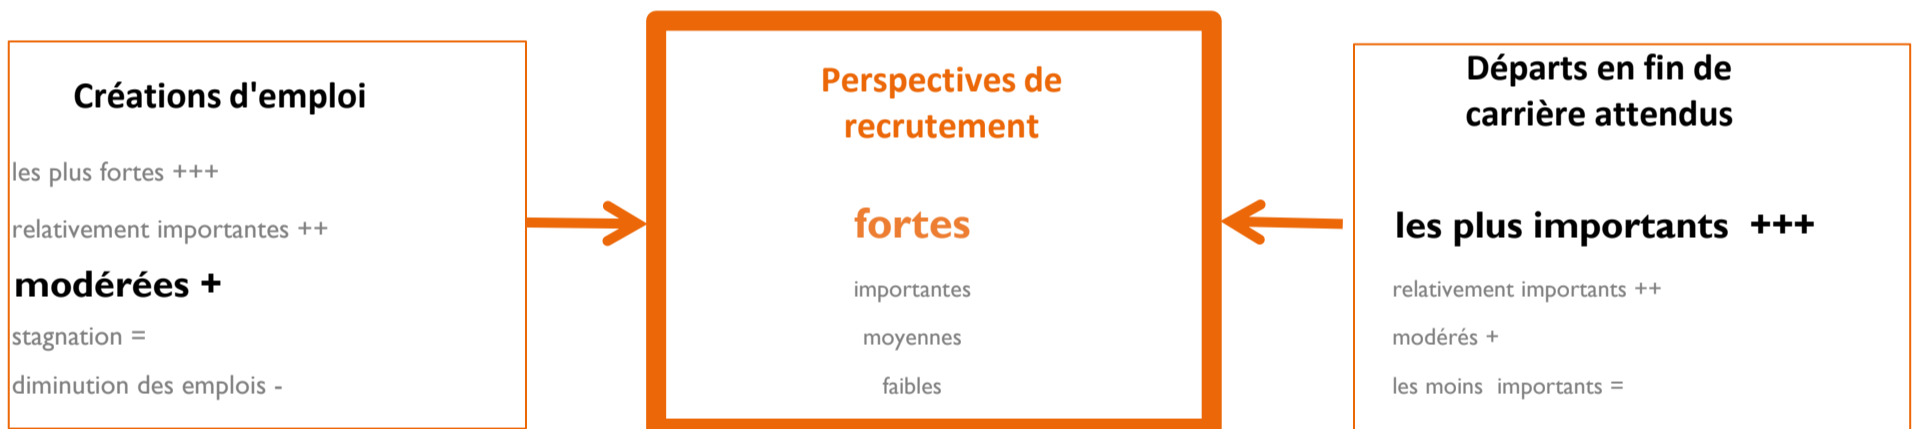 Créations d'emploi
les plus fortes +++
relativement importantes ++
modérées +
stagnation =
diminution des emplois -
Perspectives de
recrutement
fortes
importantes
moyennes
faibles
Départs en fin de
carrière attendus
les plus importants +++
relativement importants ++
modérés +
les moins importants =